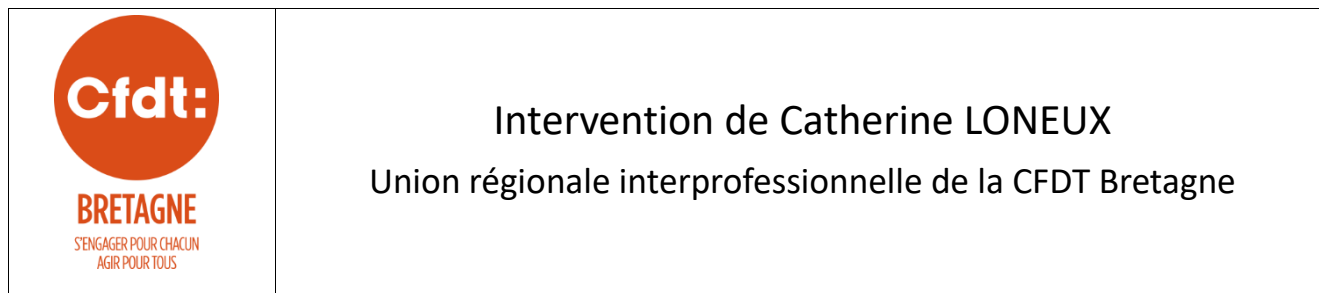 Cfdt:
BRETAGNE
S'ENGAGER POUR CHACUN
AGIR POUR TOUS
Intervention de Catherine LONEUX
Union régionale interprofessionnelle de la CFDT Bretagne